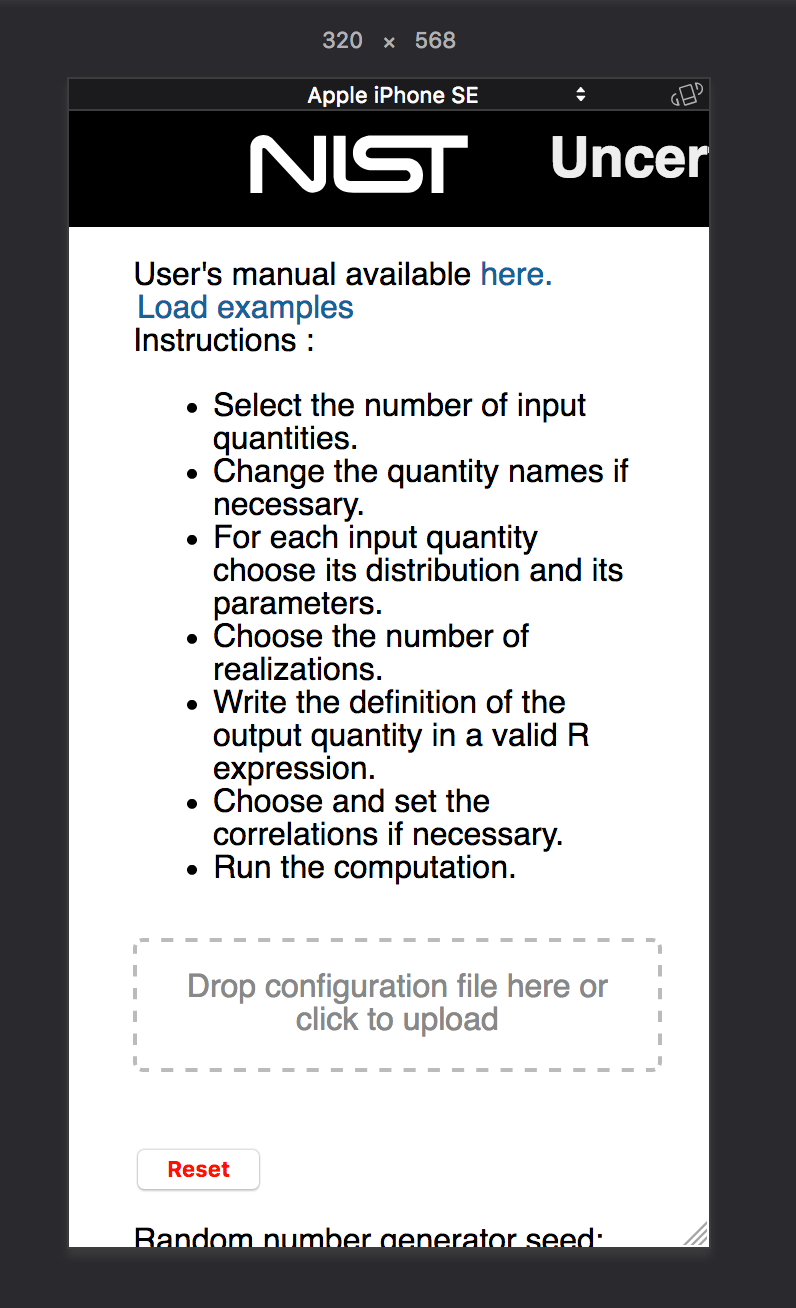 320 × 568
Apple iPhone SE
NIST Uncer
User's manual available here.
Load examples
Instructions :
• Select the number of input
quantities.
• Change the quantity names if
necessary.
• For each input quantity
choose its distribution and its
parameters.
• Choose the number of
realizations.
• Write the definition of the
output quantity in a valid R
expression.
• Choose and set the
correlations if necessary.
• Run the computation.
Drop configuration file here or
click to upload
Reset
Random number generator seed: